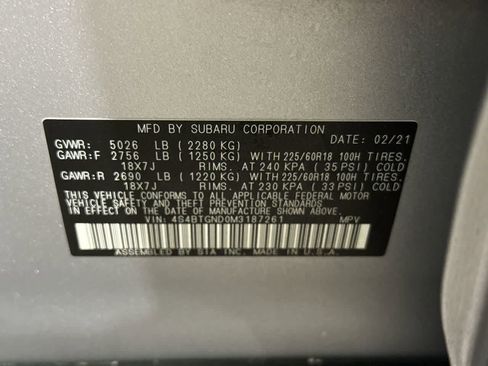 MFD BY SUBARU CORPORATION
DATE: 02/21
GVWR: 5026 LB ( 2280 KG)
GAWR:F 2756 LB ( 1250 KG) WITH 225/60R18 100H TIRES,
18X7J RIMS, AT 240 KPA ( 35 PSI) COLD
GAWR:R 2690 LB ( 1220 KG) WITH 225/60R18 100H TIRES,
18X7J RIMS, AT 230 KPA ( 33 PSI) COLD
THIS VEHICLE CONFORMS TO ALL APPLICABLE FEDERAL MOTOR
VEHICLE SAFETY AND THEFT PREVENTION STANDARDS IN EFFECT
ON THE DATE OF MANUFACTURE SHOWN ABOVE.
VIN: 4S4BTGND0M3187261 MPV
ASSEMBLED BY SIA INC. MADE IN U.S.A.